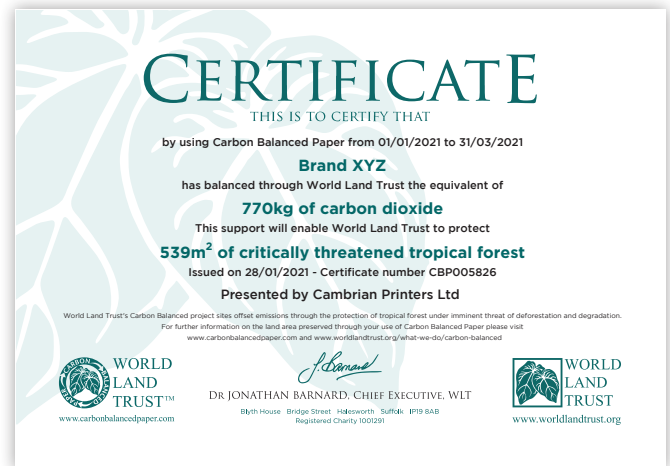 CERTIFICATE
THIS IS TO CERTIFY THAT
by using Carbon Balanced Paper from 01/01/2021 to 31/03/2021
Brand XYZ
has balanced through World Land Trust the equivalent of
770kg of carbon dioxide
This support will enable World Land Trust to protect
539m² of critically threatened tropical forest
Issued on 28/01/2021 - Certificate number CBP005826
Presented by Cambrian Printers Ltd
World Land Trust's Carbon Balanced project sites offset emissions through the protection of tropical forest under imminent threat of deforestation and degradation.
For further information on the land area preserved through your use of Carbon Balanced Paper please visit
www.carbonbalancedpaper.com and www.worldlandtrust.org/what-we-do/carbon-balanced
CARBON BALANCED PAPER
WORLD
LAND
TRUST™
www.carbonbalancedpaper.com
J. Barnard
DR JONATHAN BARNARD, CHIEF EXECUTIVE, WLT
Blyth House Bridge Street Halesworth Suffolk IP19 8AB
Registered Charity 1001291
WORLD
LAND
TRUST
www.worldlandtrust.org